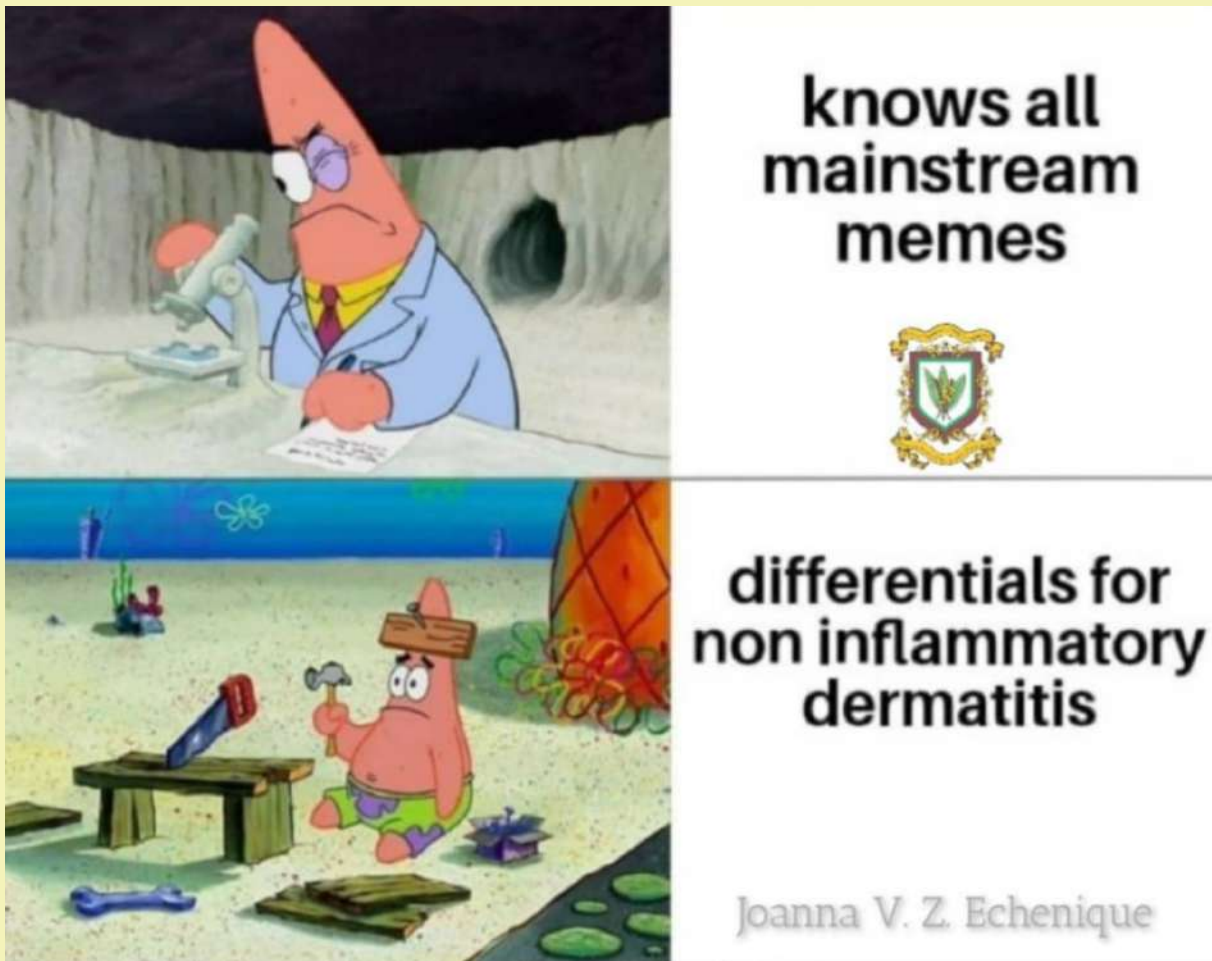 knows all
mainstream
memes
differentials for
non inflammatory
dermatitis
Joanna V. Z. Echenique